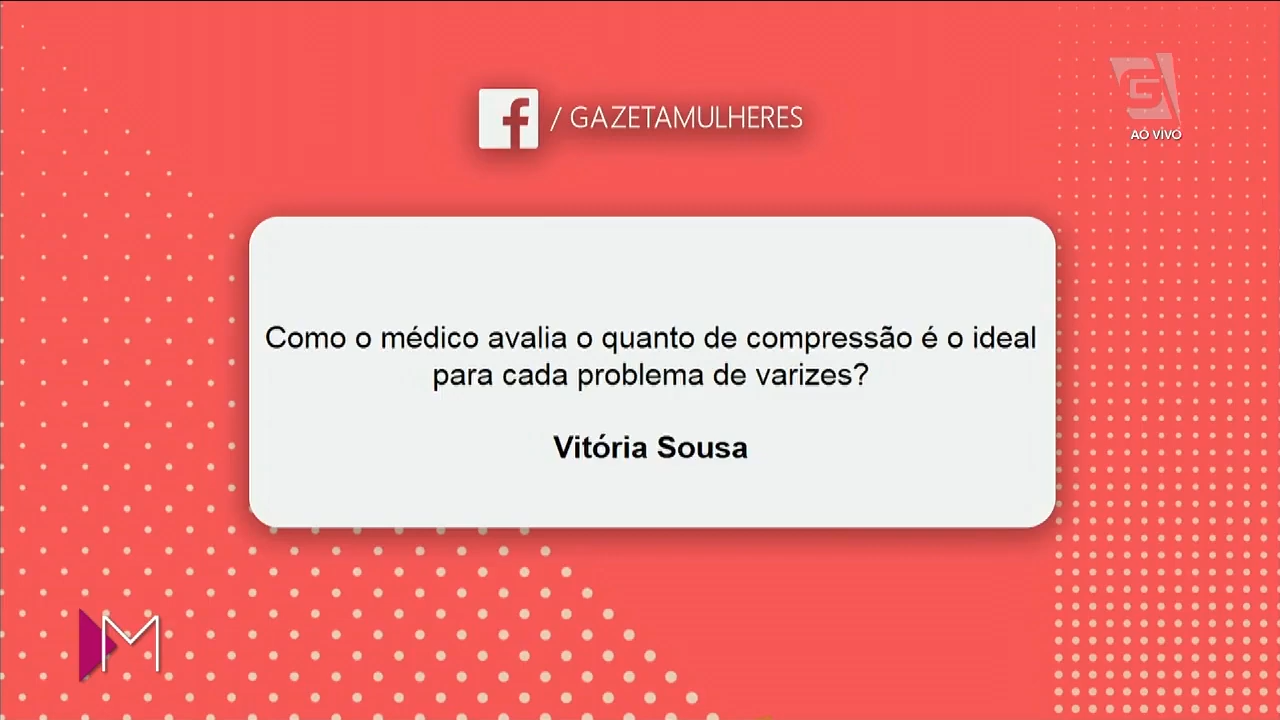 / GAZETAMULHERES
AO VIVO
Como o médico avalia o quanto de compressão é o ideal
para cada problema de varizes?
Vitória Sousa
M